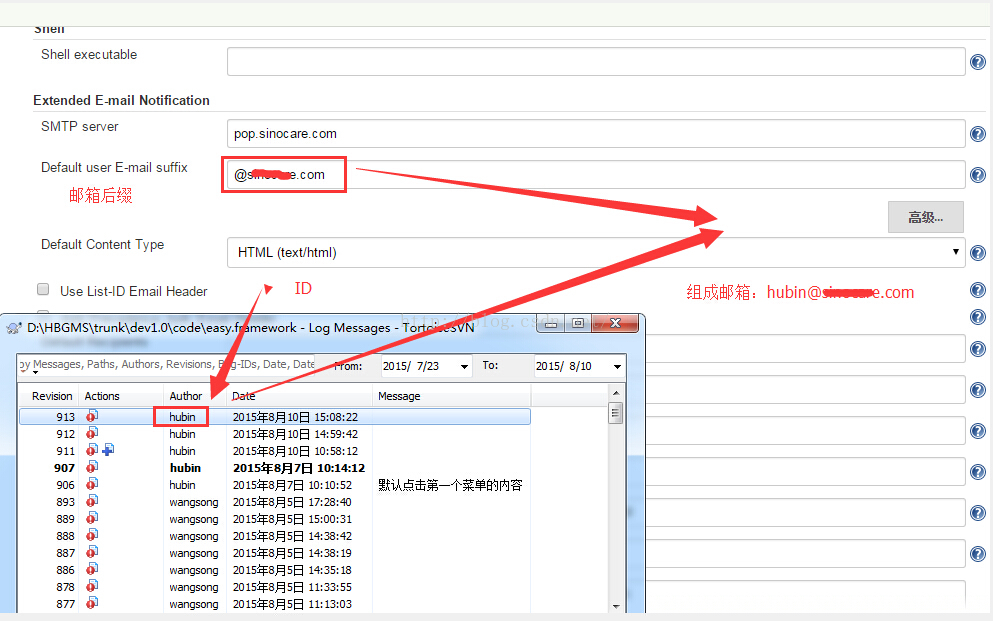 Shell
Shell executable
Extended E-mail Notification
SMTP server
pop.sinocare.com
Default user E-mail suffix
@sinocare.com
邮箱后缀
高级...
Default Content Type
HTML (text/html)
Use List-ID Email Header
ID
组成邮箱：hubin@sinocare.com
D:\HBGMS\trunk\dev1.0\code\easy.framework - Log Messages - TortoiseSVN
by Messages, Paths, Authors, Revisions, Bug-IDs, Date, Date
From:
2015/ 7/23
To:
2015/ 8/10
Revision Actions Author Date Message
913 hubin 2015年8月10日 15:08:22
912 hubin 2015年8月10日 14:59:42
911 hubin 2015年8月10日 10:58:12
907 hubin 2015年8月7日 10:14:12
906 hubin 2015年8月7日 10:10:52 默认点击第一个菜单的内容
893 wangsong 2015年8月5日 17:28:40
889 wangsong 2015年8月5日 15:00:31
888 wangsong 2015年8月5日 14:38:42
887 wangsong 2015年8月5日 14:38:19
886 wangsong 2015年8月5日 14:35:18
878 wangsong 2015年8月5日 11:33:55
877 wangsong 2015年8月5日 11:13:03